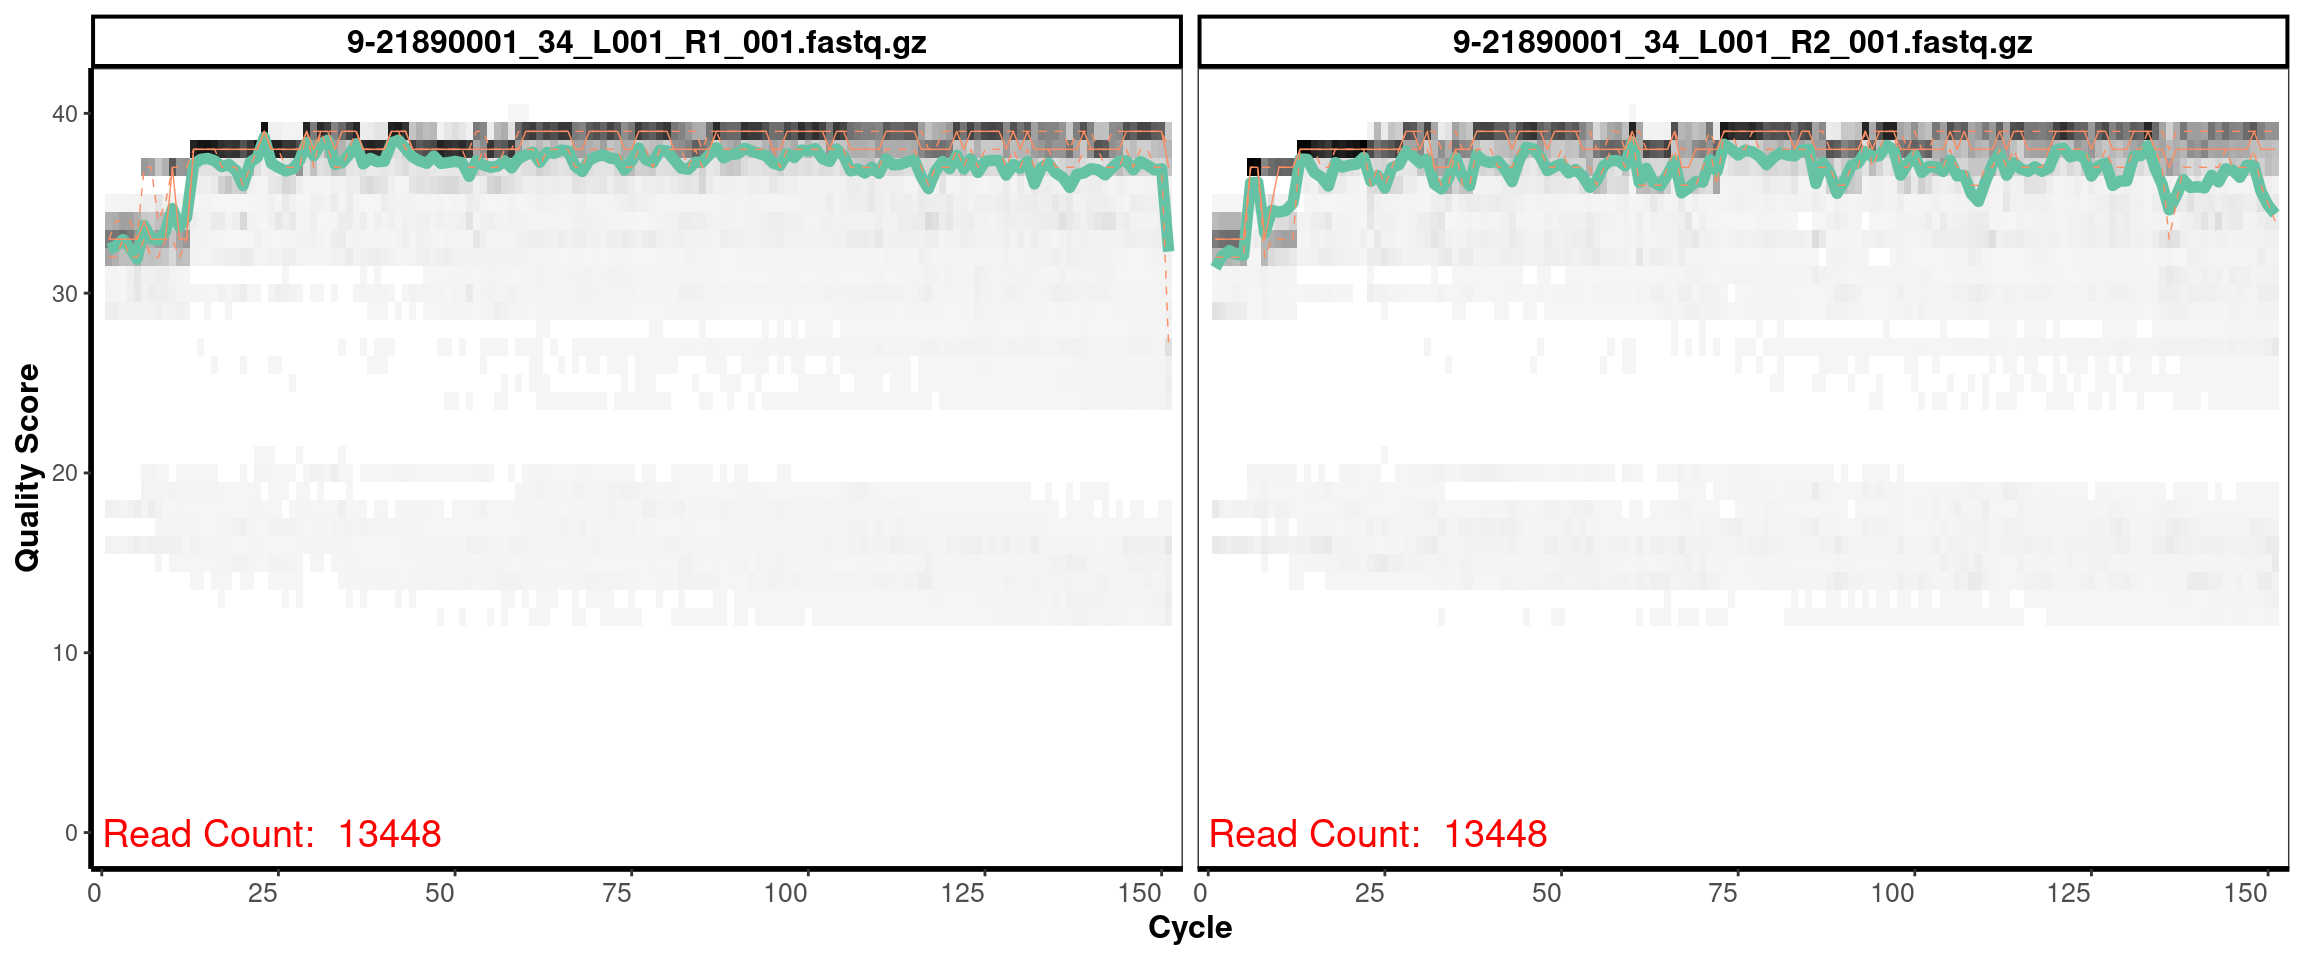 9-21890001_34_L001_R1_001.fastq.gz
9-21890001_34_L001_R2_001.fastq.gz
Quality Score
40
30
20
10
0
Read Count: 13448
Read Count: 13448
0 25 50 75 100 125 150
0 25 50 75 100 125 150
Cycle